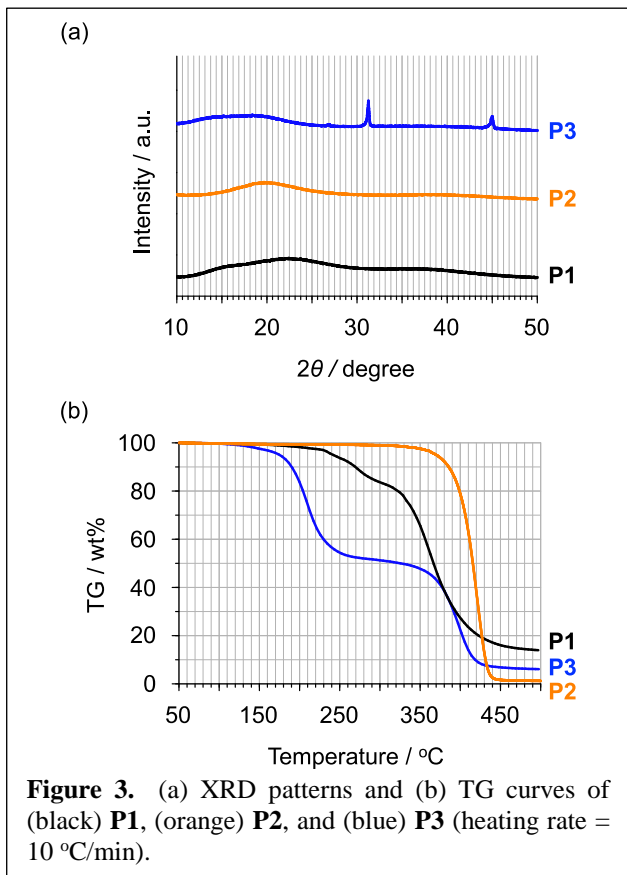 (a)
Intensity / a.u.
P3
P2
P1
10 20 30 40 50
2θ / degree
(b)
TG / wt%
100
80
60
40
20
0
P1
P3
P2
50 150 250 350 450
Temperature / °C
Figure 3. (a) XRD patterns and (b) TG curves of
(black) P1, (orange) P2, and (blue) P3 (heating rate =
10 °C/min).